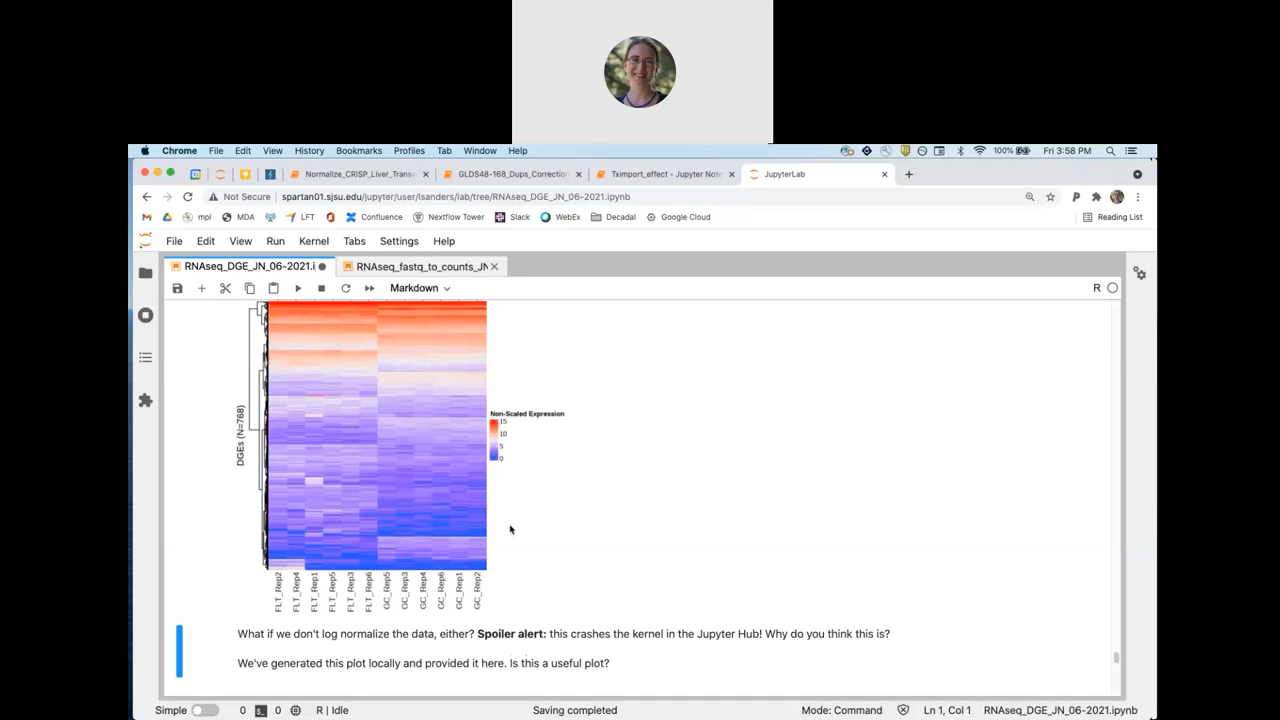 Chrome File Edit View History Bookmarks Profiles Tab Window Help 100% Fri 3:58 PM
Normalize_CRISP_Liver_Transc GLDS48-168_Dups_Correction Tximport_effect - Jupyter Not JupyterLab
Not Secure spartan01.sjsu.edu/jupyter/user/lsanders/lab/tree/RNAseq_DGE_JN_06-2021.ipynb
mpl MDA LFT Confluence Nextflow Tower Slack WebEx Decadal Google Cloud Reading List
File Edit View Run Kernel Tabs Settings Help
RNAseq_DGE_JN_06-2021.i RNAseq_fastq_to_counts_JN
Markdown R
DGEs (N=768)
Non-Scaled Expression
15
10
5
0
FLT_Rep2 FLT_Rep4 FLT_Rep1 FLT_Rep5 FLT_Rep3 FLT_Rep6 GC_Rep5 GC_Rep3 GC_Rep4 GC_Rep6 GC_Rep1 GC_Rep2
What if we don't log normalize the data, either? Spoiler alert: this crashes the kernel in the Jupyter Hub! Why do you think this is?
We've generated this plot locally and provided it here. Is this a useful plot?
Simple 0 0 R | Idle Saving completed Mode: Command Ln 1, Col 1 RNAseq_DGE_JN_06-2021.ipynb